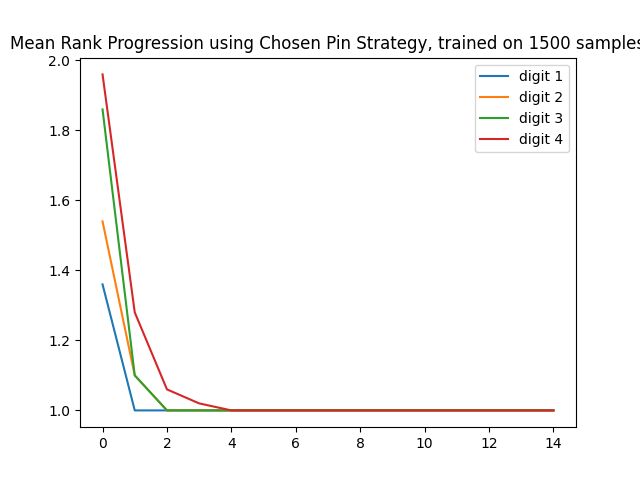 Mean Rank Progression using Chosen Pin Strategy, trained on 1500 samples
2.0
1.8
1.6
1.4
1.2
1.0
0 2 4 6 8 10 12 14
digit 1
digit 2
digit 3
digit 4